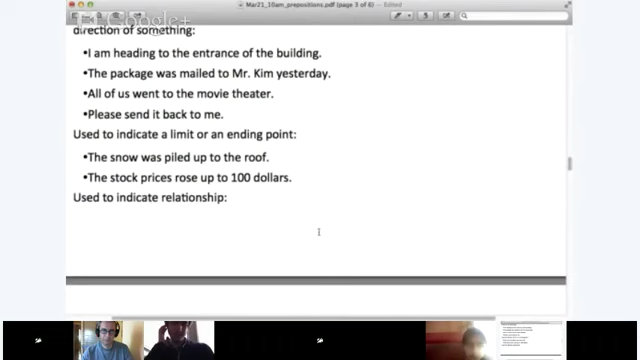 Mar21_10am_prepositions.pdf (page 3 of 6) — Edited
Google+
direction of something:
•I am heading to the entrance of the building.
•The package was mailed to Mr. Kim yesterday.
•All of us went to the movie theater.
•Please send it back to me.
Used to indicate a limit or an ending point:
•The snow was piled up to the roof.
•The stock prices rose up to 100 dollars.
Used to indicate relationship: